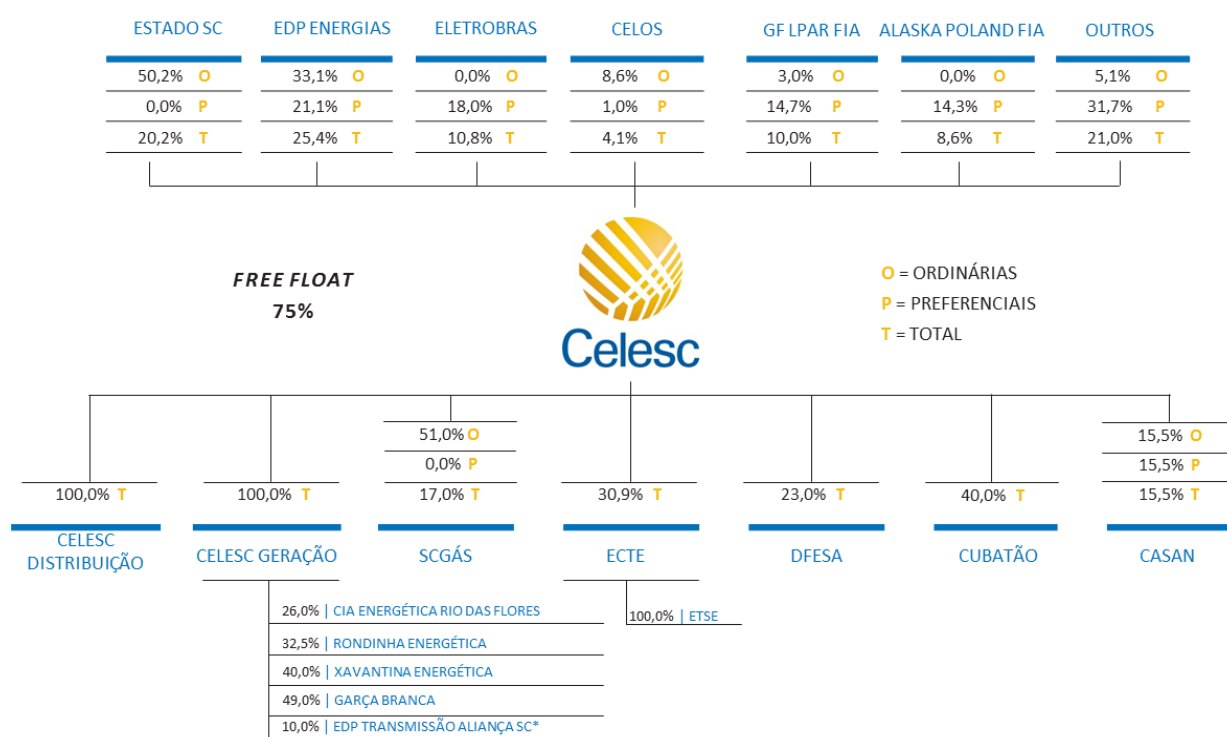 ESTADO SC EDP ENERGIAS ELETROBRAS CELOS GF LPAR FIA ALASKA POLAND FIA OUTROS
50,2% O 33,1% O 0,0% O 8,6% O 3,0% O 0,0% O 5,1% O
0,0% P 21,1% P 18,0% P 1,0% P 14,7% P 14,3% P 31,7% P
20,2% T 25,4% T 10,8% T 4,1% T 10,0% T 8,6% T 21,0% T
FREE FLOAT
75%
Celesc
O = ORDINÁRIAS
P = PREFERENCIAIS
T = TOTAL
51,0% O 15,5% O
0,0% P 15,5% P
100,0% T 100,0% T 17,0% T 30,9% T 23,0% T 40,0% T 15,5% T
CELESC
DISTRIBUIÇÃO
CELESC GERAÇÃO SCGÁS ECTE DFESA CUBATÃO CASAN
26,0% | CIA ENERGÉTICA RIO DAS FLORES
32,5% | RONDINHA ENERGÉTICA
40,0% | XAVANTINA ENERGÉTICA
49,0% | GARÇA BRANCA
10,0% | EDP TRANSMISSÃO ALIANÇA SC*
100,0% | ETSE